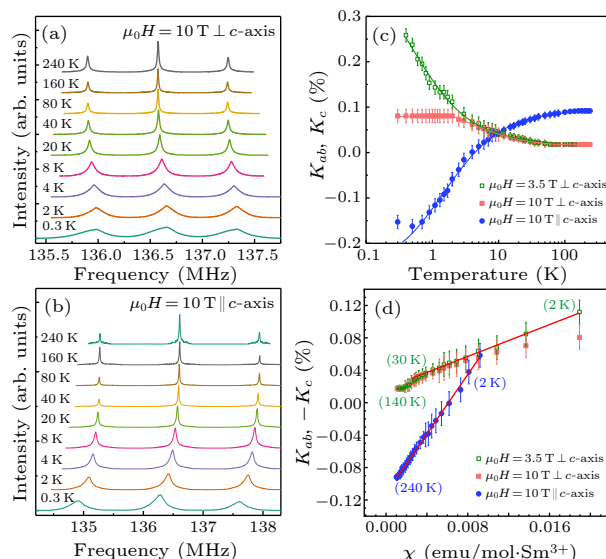 (a)
μ₀H = 10 T ⊥ c-axis
240 K
160 K
80 K
40 K
20 K
8 K
4 K
2 K
0.3 K
Intensity (arb. units)
135.5 136.0 136.5 137.0 137.5
Frequency (MHz)
(b)
μ₀H = 10 T ∥ c-axis
240 K
160 K
80 K
40 K
20 K
8 K
4 K
2 K
0.3 K
Intensity (arb. units)
135 136 137 138
Frequency (MHz)
(c)
K_ab, K_c (%)
0.3
0.2
0.1
0.0
−0.1
−0.2
μ₀H = 3.5 T ⊥ c-axis
μ₀H = 10 T ⊥ c-axis
μ₀H = 10 T ∥ c-axis
0.1 1 10 100
Temperature (K)
(d)
K_ab, −K_c (%)
0.12
0.08
0.04
0.00
−0.04
−0.08
−0.12
(2 K)
(30 K)
(140 K)
(2 K)
(240 K)
μ₀H = 3.5 T ⊥ c-axis
μ₀H = 10 T ⊥ c-axis
μ₀H = 10 T ∥ c-axis
0.000 0.008 0.016
χ (emu/mol·Sm³⁺)